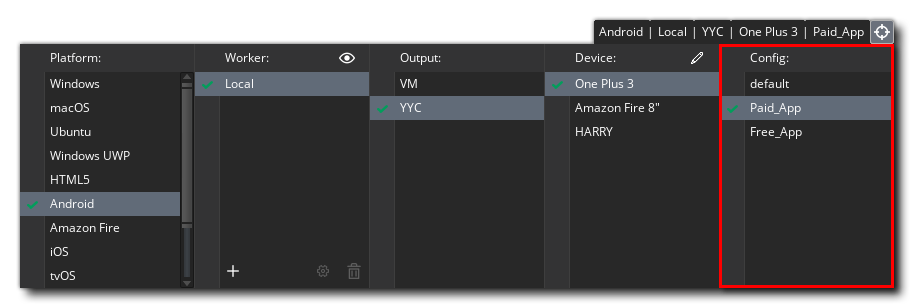 Android | Local | YYC | One Plus 3 | Paid_App
Platform:
Windows
macOS
Ubuntu
Windows UWP
HTML5
Android
Amazon Fire
iOS
tvOS
Worker:
Local
Output:
VM
YYC
Device:
One Plus 3
Amazon Fire 8"
HARRY
Config:
default
Paid_App
Free_App